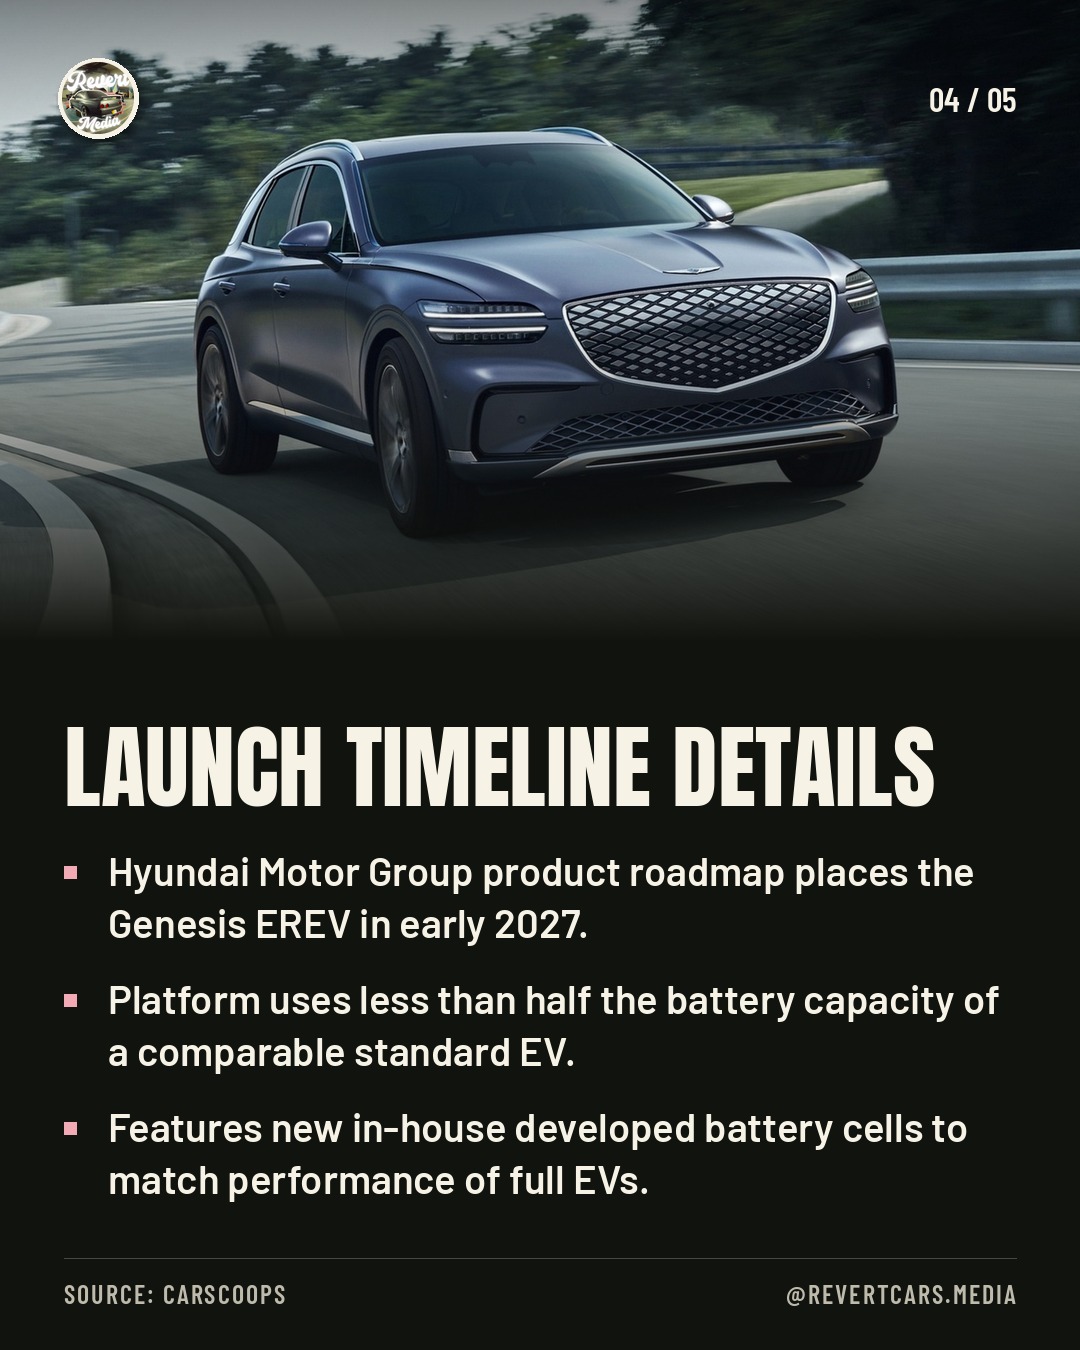 Revert
Media
04 / 05
LAUNCH TIMELINE DETAILS
Hyundai Motor Group product roadmap places the
Genesis EREV in early 2027.
Platform uses less than half the battery capacity of
a comparable standard EV.
Features new in-house developed battery cells to
match performance of full EVs.
SOURCE: CARSCOOPS
@REVERTCARS.MEDIA